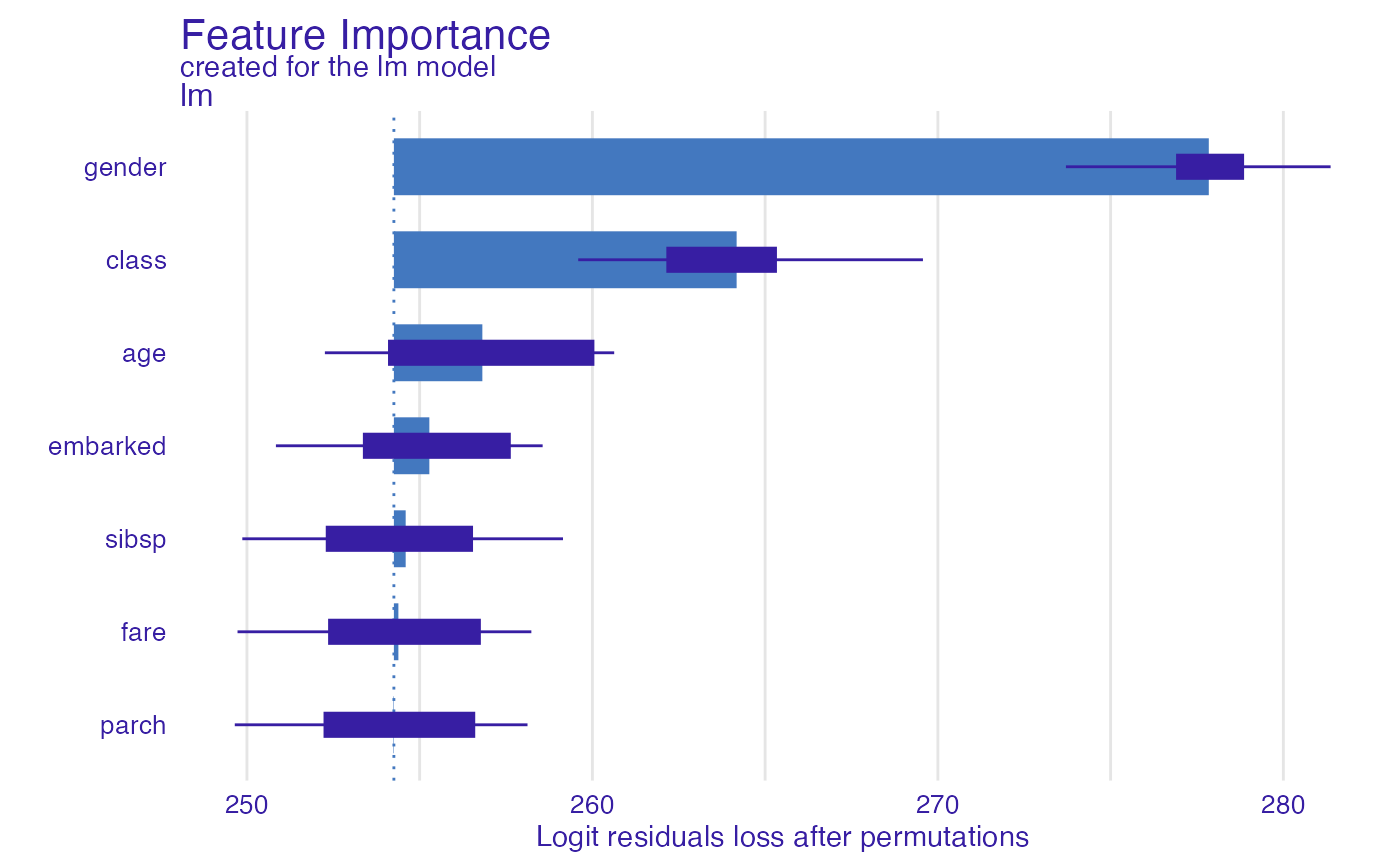 Feature Importance
created for the lm model
lm
gender
class
age
embarked
sibsp
fare
parch
250 260 270 280
Logit residuals loss after permutations